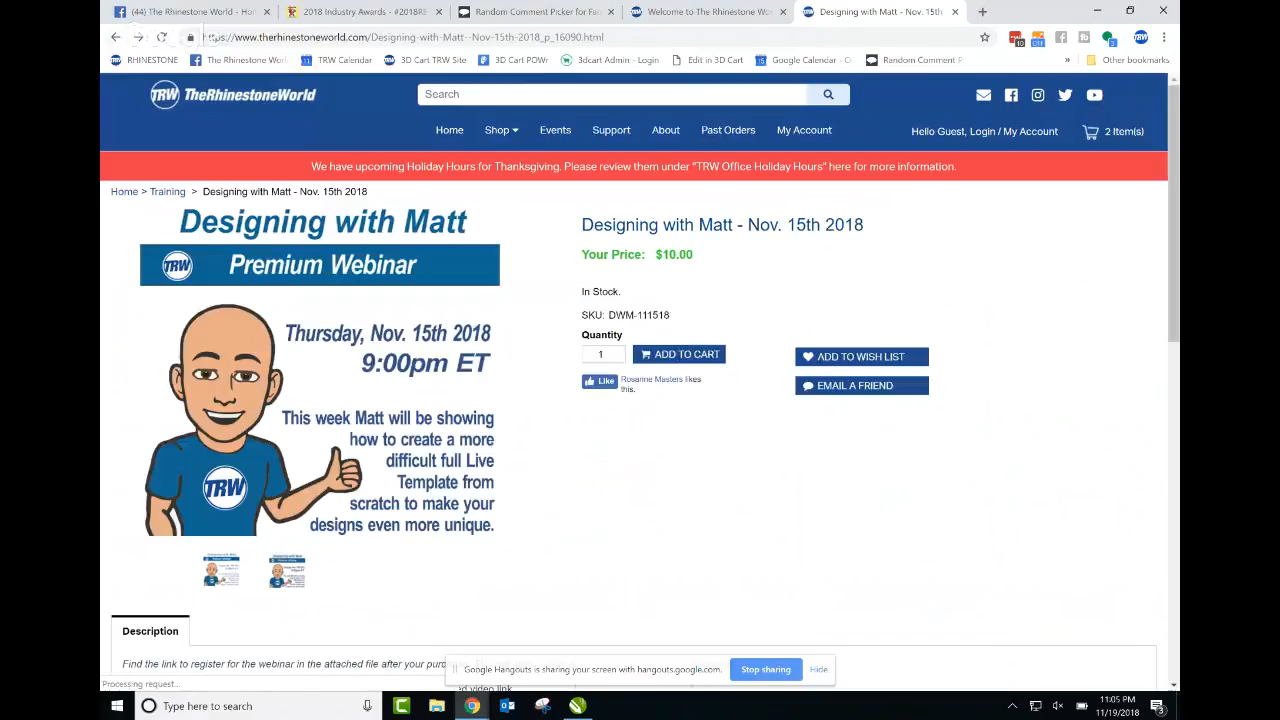 (44) The Rhinestone World - Ho
2018 Industry Awards - #2018RE
Random Comment Picker for Fac
Welcome to The Rhinestone Wor
Designing with Matt - Nov. 15th
https://www.therhinestoneworld.com/Designing-with-Matt--Nov-15th-2018_p_16090.html
RHINESTONE
The Rhinestone World
TRW Calendar
3D Cart TRW Site
3D Cart POWr
3dcart Admin - Login
Edit in 3D Cart
Google Calendar - O
Random Comment P
»
Other bookmarks
TRW TheRhinestoneWorld
Search
Home
Shop
Events
Support
About
Past Orders
My Account
Hello Guest, Login / My Account
2 Item(s)
We have upcoming Holiday Hours for Thanksgiving. Please review them under "TRW Office Holiday Hours" here for more information.
Home > Training > Designing with Matt - Nov. 15th 2018
Designing with Matt
TRW Premium Webinar
Thursday, Nov. 15th 2018
9:00pm ET
This week Matt will be showing
how to create a more
difficult full Live
Template from
scratch to make your
designs even more unique.
TRW
Designing with Matt - Nov. 15th 2018
Your Price: $10.00
In Stock.
SKU: DWM-111518
Quantity
1
ADD TO CART
ADD TO WISH LIST
Like
Rosanne Masters likes
this.
EMAIL A FRIEND
Description
Find the link to register for the webinar in the attached file after your purc
Google Hangouts is sharing your screen with hangouts.google.com.
Stop sharing
Hide
ed video link
Processing request...
Type here to search
11:05 PM
11/19/2018
3